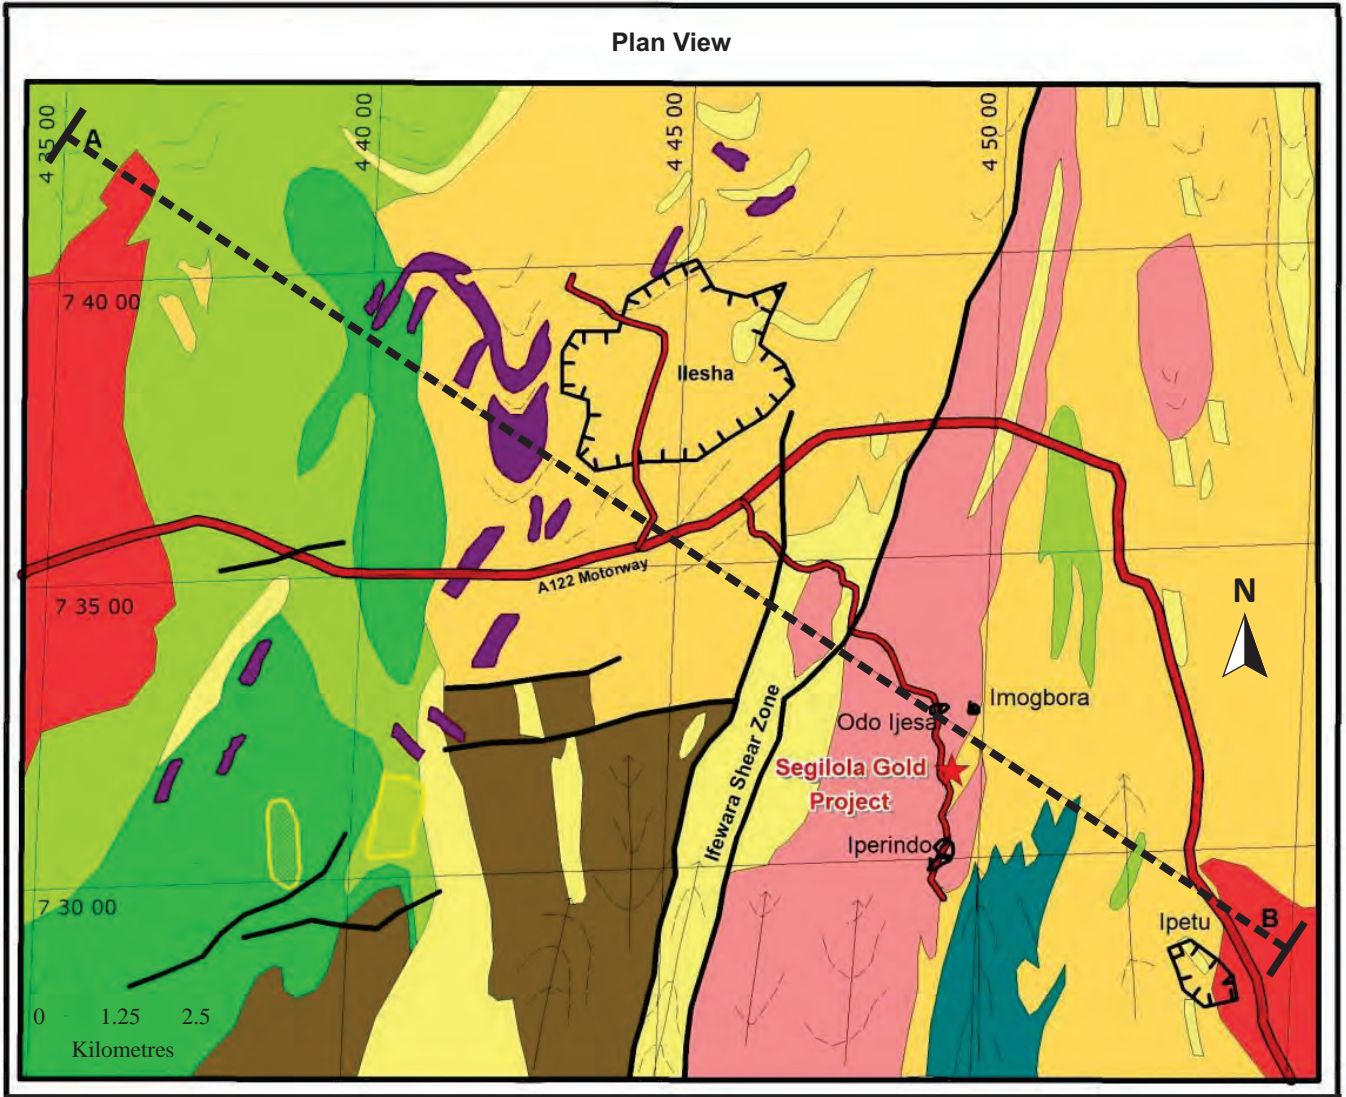 Plan View
4 35 00
4 40 00
4 45 00
4 50 00
A
7 40 00
Ilesha
A122 Motorway
7 35 00
N
Imogbora
Odo Ijesa
Ifewara Shear Zone
Segilola Gold
Project
Iperindo
7 30 00
Ipetu
B
0 1.25 2.5
Kilometres